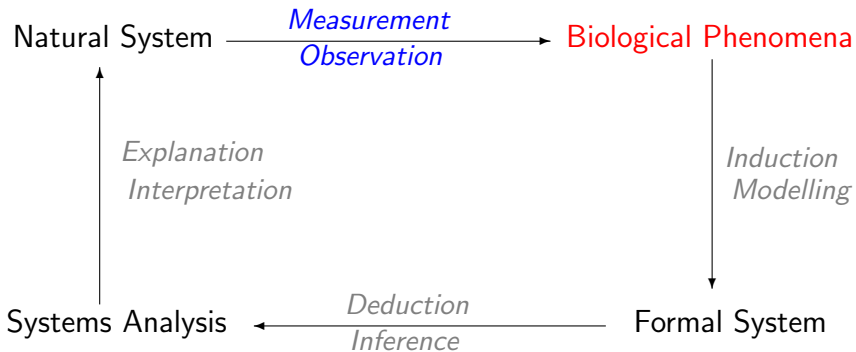 Natural System
Measurement
Observation
Biological Phenomena
Explanation
Interpretation
Induction
Modelling
Systems Analysis
Deduction
Inference
Formal System